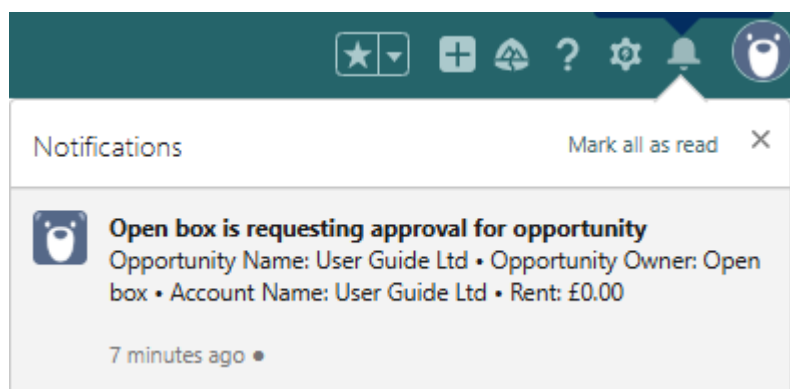 Notifications
Mark all as read
Open box is requesting approval for opportunity
Opportunity Name: User Guide Ltd • Opportunity Owner: Open
box • Account Name: User Guide Ltd • Rent: £0.00
7 minutes ago •